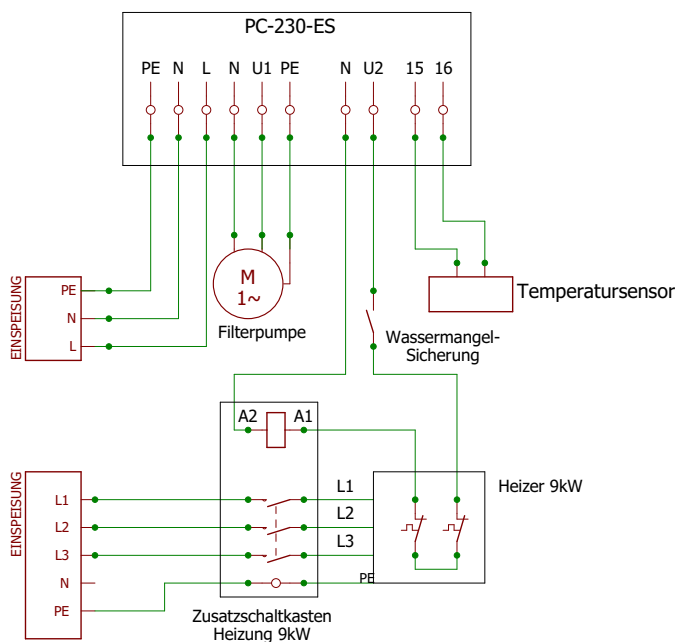 PC-230-ES
PE N L N U1 PE N U2 15 16
EINSPEISUNG
PE
N
L
M
1~
Filterpumpe
Temperatursensor
Wassermangel-
Sicherung
A2 A1
EINSPEISUNG
L1
L2
L3
N
PE
L1
L2
L3
PE
Heizer 9kW
Zusatzschaltkasten
Heizung 9kW